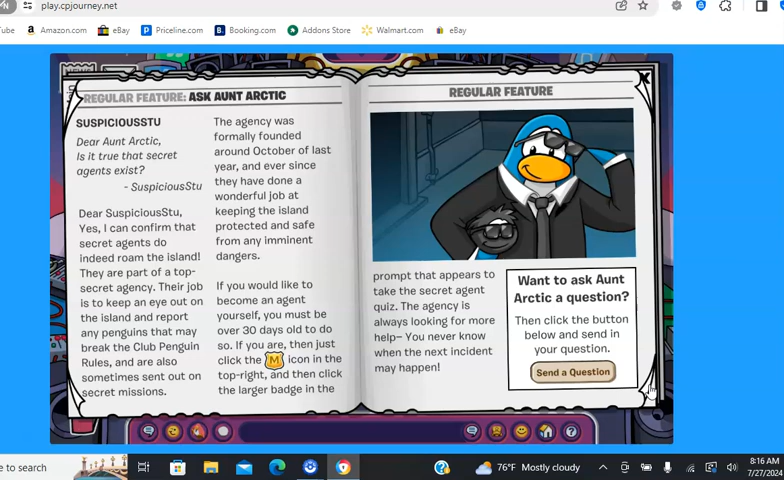 play.cpjourney.net
ube
Amazon.com
eBay
Priceline.com
Booking.com
Addons Store
Walmart.com
eBay
REGULAR FEATURE: ASK AUNT ARCTIC
SUSPICIOUSSTU
Dear Aunt Arctic,
Is it true that secret
agents exist?
- SuspiciousStu
Dear SuspiciousStu,
Yes, I can confirm that
secret agents do
indeed roam the island!
They are part of a top-
secret agency. Their job
is to keep an eye out on
the island and report
any penguins that may
break the Club Penguin
Rules, and are also
sometimes sent out on
secret missions.
The agency was
formally founded
around October of last
year, and ever since
they have done a
wonderful job at
keeping the island
protected and safe
from any imminent
dangers.
If you would like to
become an agent
yourself, you must be
over 30 days old to do
so. If you are, then just
click the M icon in the
top-right, and then click
the larger badge in the
REGULAR FEATURE
X
prompt that appears to
take the secret agent
quiz. The agency is
always looking for more
help– You never know
when the next incident
may happen!
Want to ask Aunt
Arctic a question?
Then click the button
below and send in
your question.
Send a Question
e to search
76°F Mostly cloudy
8:16 AM
7/27/2024